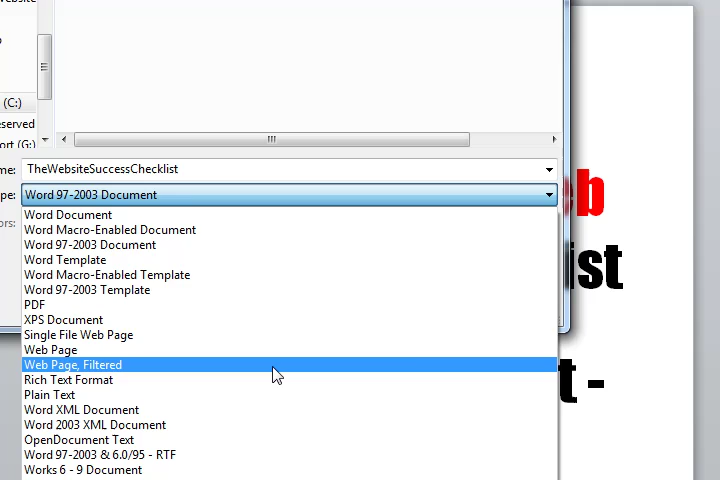 (C:)
eserved
ort (G:)
me: TheWebsiteSuccessChecklist
pe: Word 97-2003 Document
ors:
Word Document
Word Macro-Enabled Document
Word 97-2003 Document
Word Template
Word Macro-Enabled Template
Word 97-2003 Template
PDF
XPS Document
Single File Web Page
Web Page
Web Page, Filtered
Rich Text Format
Plain Text
Word XML Document
Word 2003 XML Document
OpenDocument Text
Word 97-2003 & 6.0/95 - RTF
Works 6 - 9 Document
eb
ist
t -